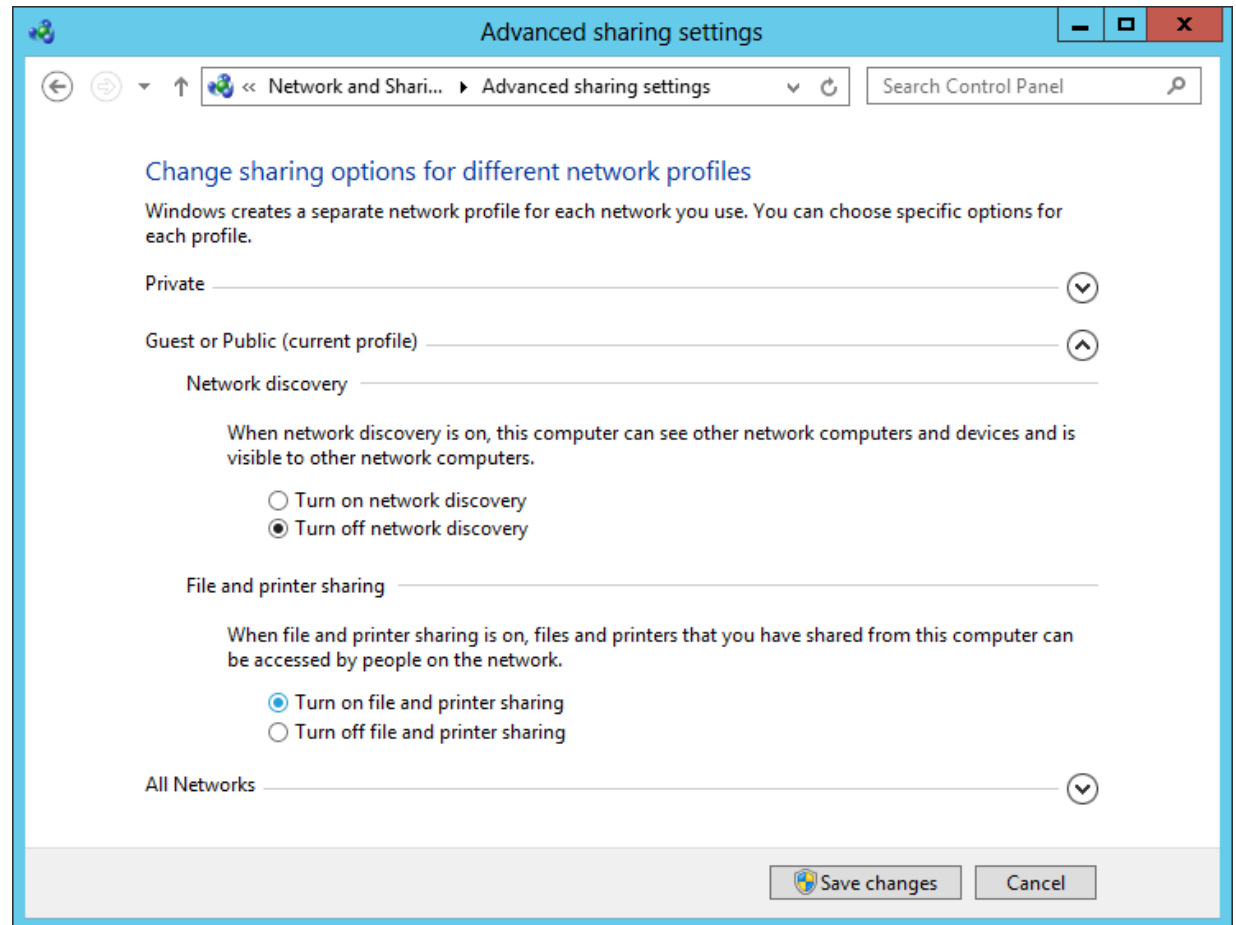 Advanced sharing settings
« Network and Shari... Advanced sharing settings
Search Control Panel
Change sharing options for different network profiles
Windows creates a separate network profile for each network you use. You can choose specific options for
each profile.
Private
Guest or Public (current profile)
Network discovery
When network discovery is on, this computer can see other network computers and devices and is
visible to other network computers.
Turn on network discovery
Turn off network discovery
File and printer sharing
When file and printer sharing is on, files and printers that you have shared from this computer can
be accessed by people on the network.
Turn on file and printer sharing
Turn off file and printer sharing
All Networks
Save changes Cancel